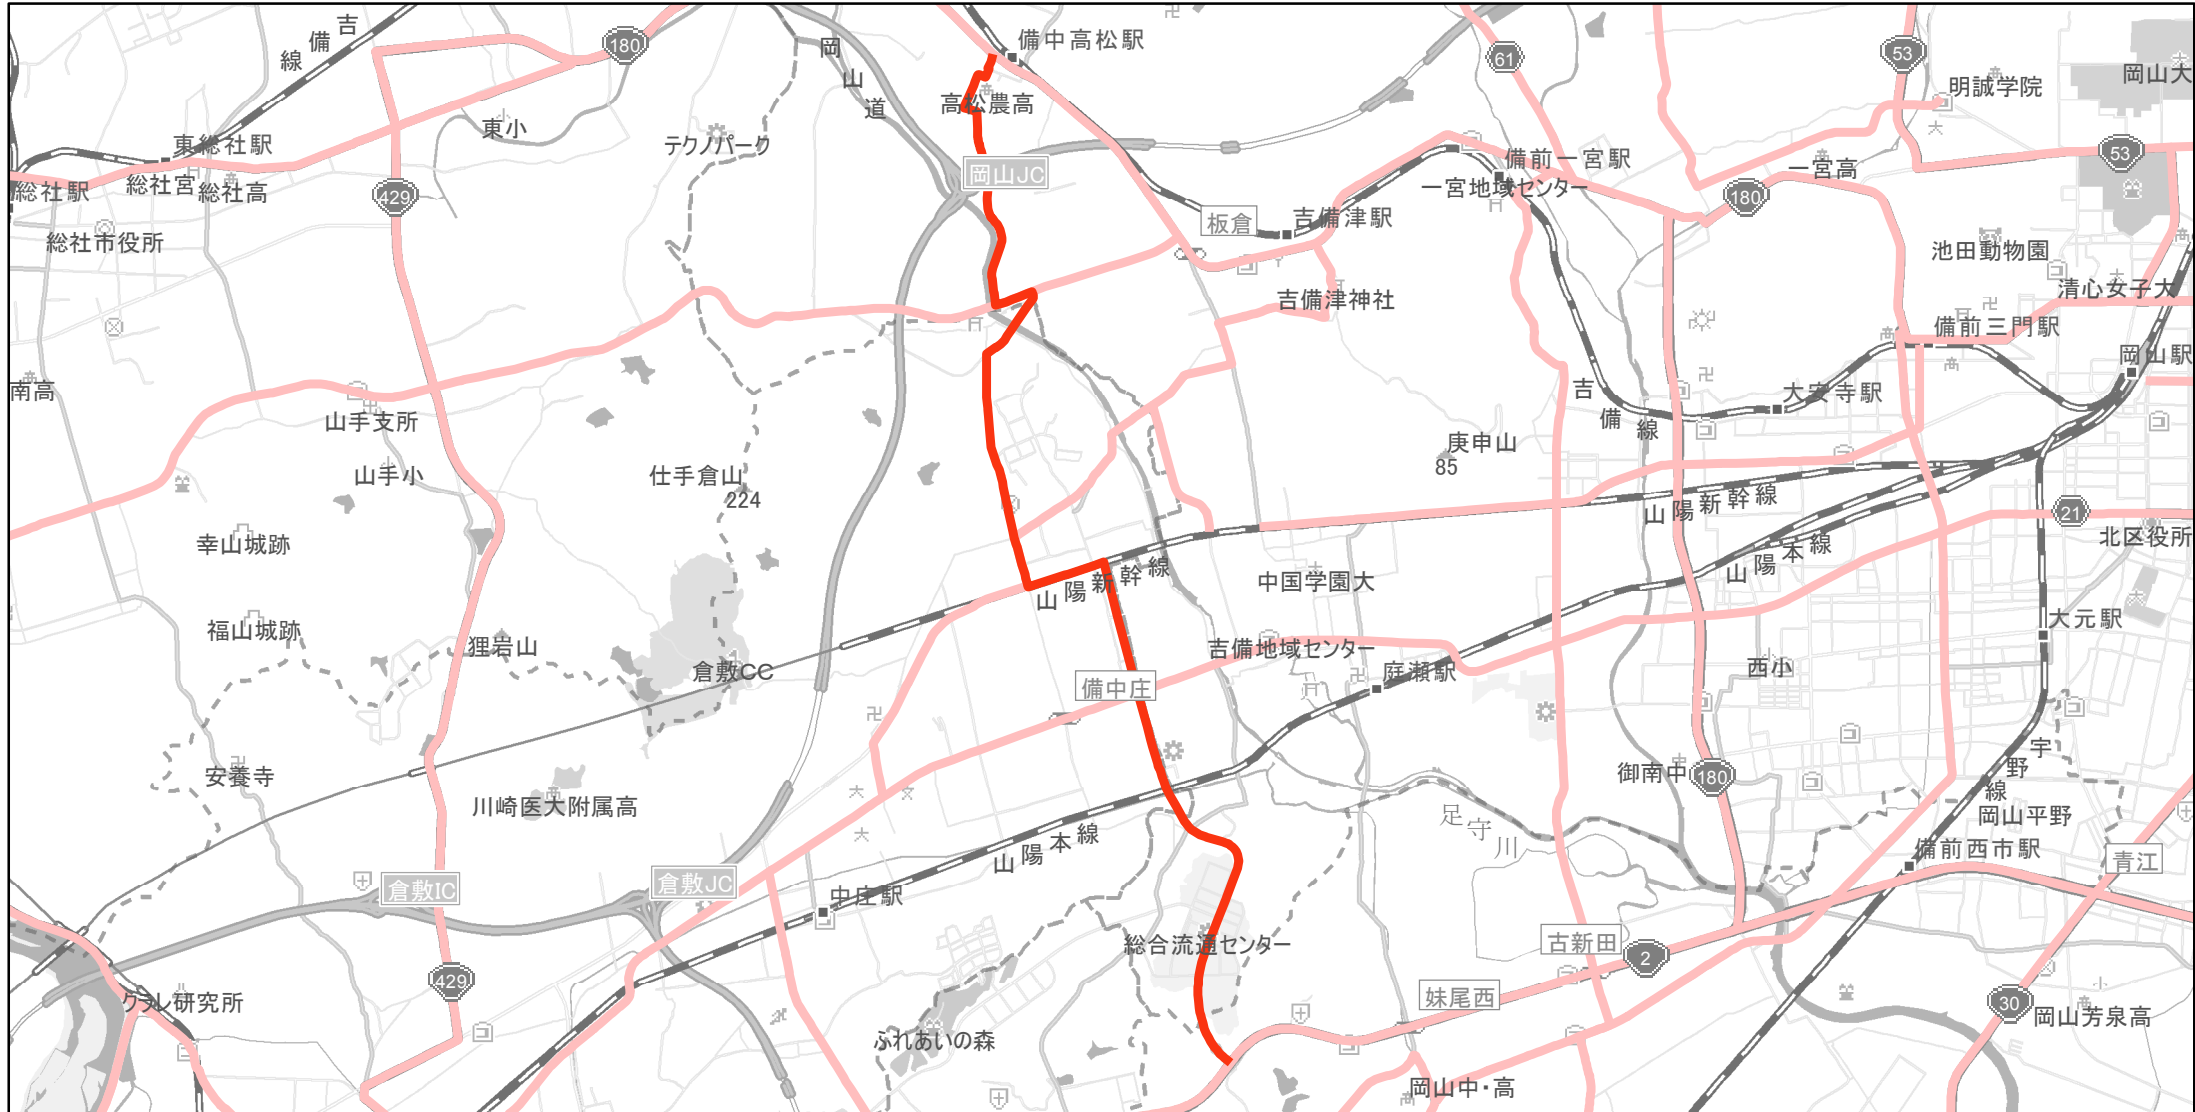 吉備線
180
岡山道
備中高松駅
61
53
岡山大
明誠学院
高松農高
東小
テクノパーク
東総社駅
総社駅
総社宮
総社高
429
岡山JC
備前一宮駅
一宮地域センター
一宮高
53
180
板倉
吉備津駅
総社市役所
池田動物園
清心女子大
吉備津神社
備前三門駅
岡山駅
南高
山手支所
大安寺駅
吉備線
庚申山
85
山手小
仕手倉山
224
山陽新幹線
21
北区役所
幸山城跡
山陽本線
山陽新幹線
中国学園大
福山城跡
狸岩山
大元駅
吉備地域センター
倉敷CC
庭瀬駅
西小
備中庄
安養寺
御南中
180
宇野線
川崎医大附属高
足守川
岡山平野
山陽本線
備前西市駅
青江
倉敷IC
倉敷JC
中庄駅
総合流通センター
古新田
2
429
妹尾西
クラレ研究所
30
岡山芳泉高
ふれあいの森
岡山中・高